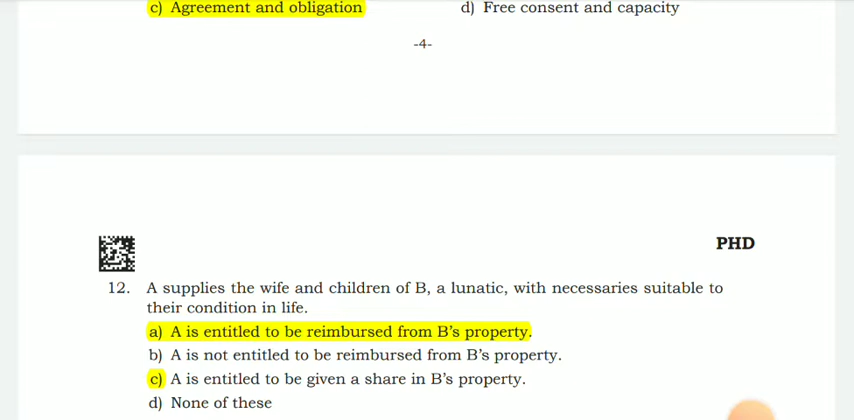 c) Agreement and obligation d) Free consent and capacity
-4-
PHD
12. A supplies the wife and children of B, a lunatic, with necessaries suitable to
their condition in life.
a) A is entitled to be reimbursed from B’s property.
b) A is not entitled to be reimbursed from B’s property.
c) A is entitled to be given a share in B’s property.
d) None of these